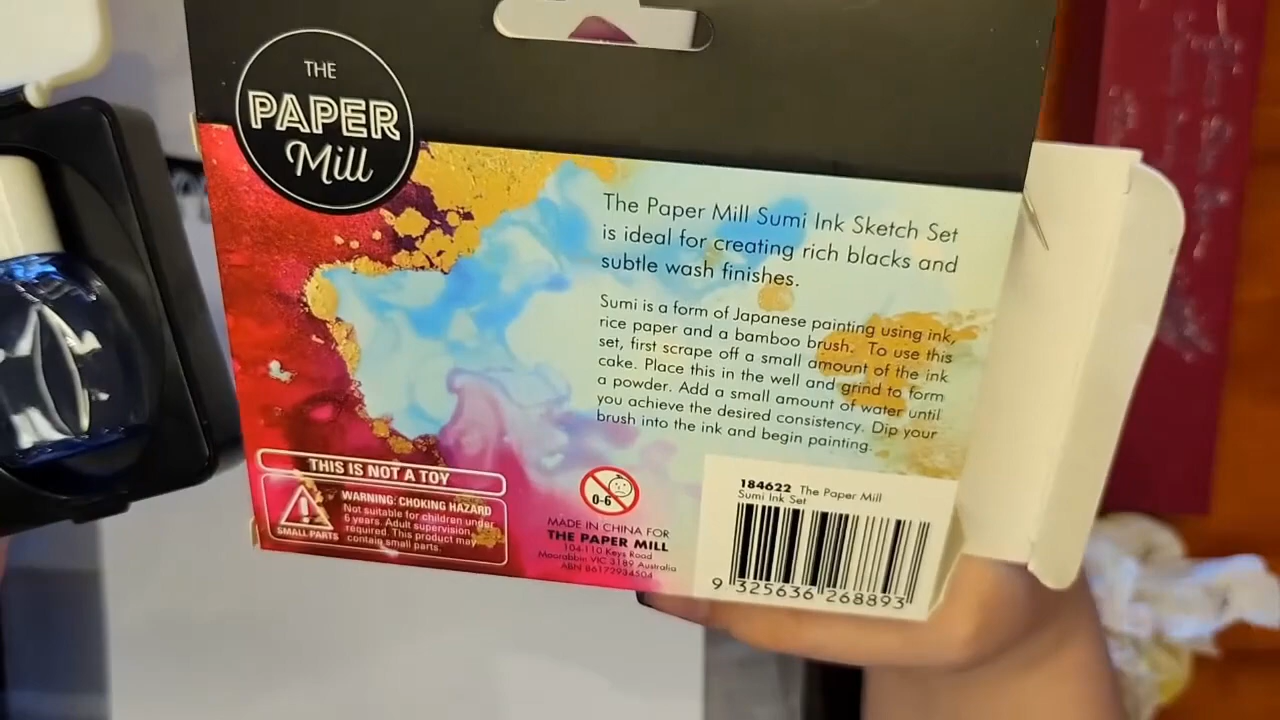 THE
PAPER
Mill
The Paper Mill Sumi Ink Sketch Set
is ideal for creating rich blacks and
subtle wash finishes.
Sumi is a form of Japanese painting using ink,
rice paper and a bamboo brush. To use this
set, first scrape off a small amount of the ink
cake. Place this in the well and grind to form
a powder. Add a small amount of water until
you achieve the desired consistency. Dip your
brush into the ink and begin painting.
THIS IS NOT A TOY
WARNING: CHOKING HAZARD
Not suitable for children under
6 years. Adult supervision
required. This product may
contain small parts.
SMALL PARTS
0-6
MADE IN CHINA FOR
THE PAPER MILL
104-110 Keys Road
Moorabbin VIC 3189 Australia
ABN 86172934504
184622 The Paper Mill
Sumi Ink Set
9 325636 268893